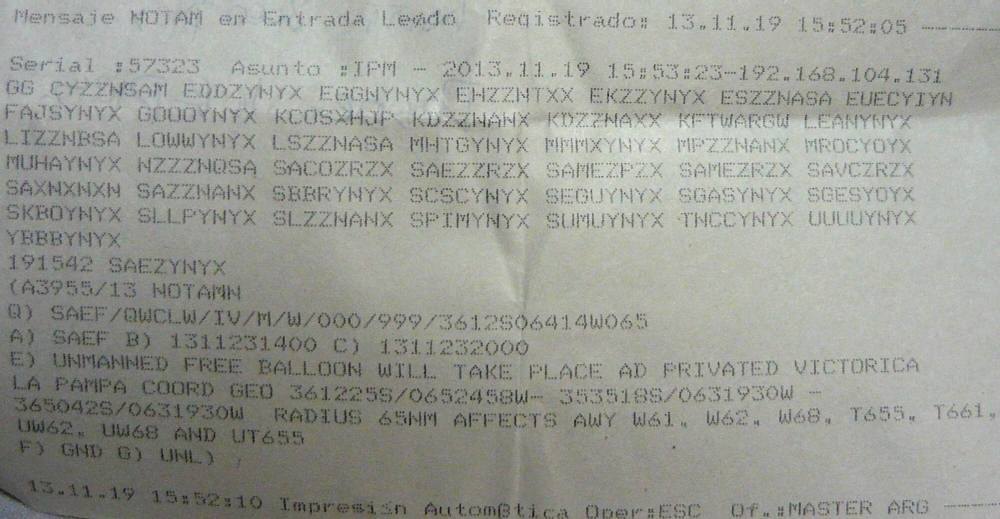 Mensaje NOTAM en Entrada Leødo Registrado: 13.11.19 15:52:05
Serial :57323 Asunto :IFM - 2013.11.19 15:53:23-192.168.104.131
GG CYZZNSAM EDDZYNYX EGGNYNYX EHZZNTXX EKZZYNYX ESZZNASA EUECYIYN
FAJSYNYX GOOOYNYX KCOSXHJP KDZZNANX KDZZNAXX KFTWARGW LEANYNYX
LIZZNBSA LOWWYNYX LSZZNASA MHTGYNYX MMMXYNYX MPZZNANX MROCYOYX
MUHAYNYX NZZZNQSA SACOZRZX SAEZZRZX SAMEZPZX SAMEZRZX SAVCZRZX
SAXNXNXN SAZZNANX SBBRYNYX SCSCYNYX SEGUYNYX SGASYNYX SGESYOYX
SKBOYNYX SLLPYNYX SLZZNANX SPIMYNYX SUMUYNYX TNCCYNYX UUUUYNYX
YBBBYNYX
191542 SAEZYNYX
(A3955/13 NOTAMN
Q) SAEF/QWCLW/IV/M/W/000/999/3612S06414W065
A) SAEF B) 1311231400 C) 1311232000
E) UNMANNED FREE BALLOON WILL TAKE PLACE AD PRIVATED VICTORICA
LA PAMPA COORD GEO 361225S/0652458W- 353518S/0631930W -
365042S/0631930W RADIUS 65NM AFFECTS AWY W61, W62, W68, T655, T661,
UW62, UW68 AND UT655
F) GND G) UNL)
13.11.19 15:52:10 Impresión Automßtica Oper:ESC Of.:MASTER ARG